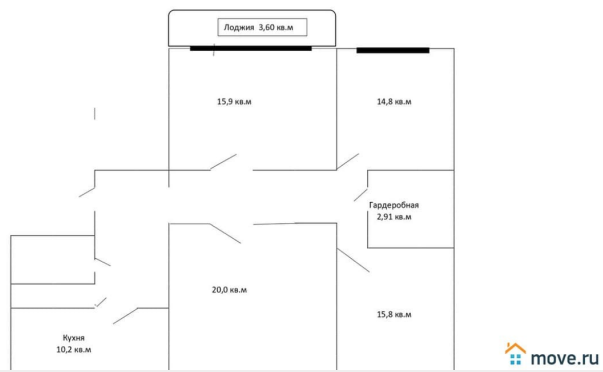 Лоджия 3,60 кв.м
15,9 кв.м
14,8 кв.м
Гардеробная
2,91 кв.м
20,0 кв.м
15,8 кв.м
Кухня
10,2 кв.м
move.ru